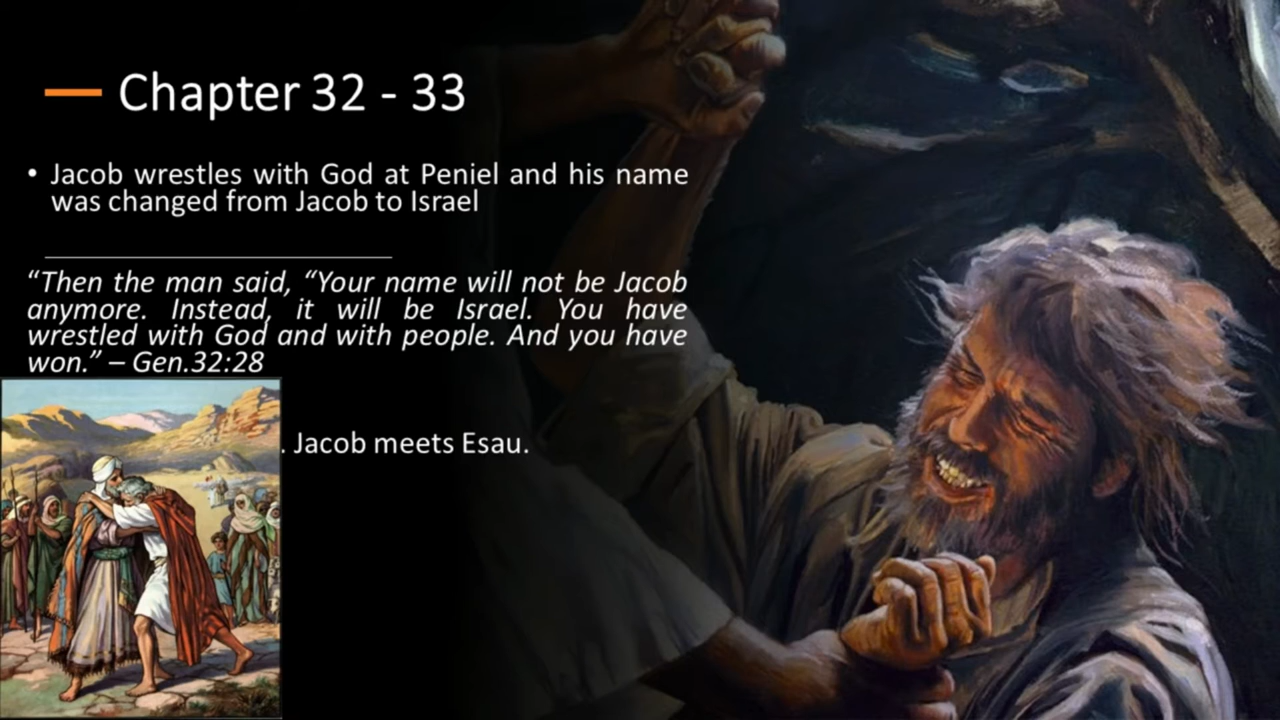 Chapter 32 - 33
• Jacob wrestles with God at Peniel and his name
was changed from Jacob to Israel
“Then the man said, “Your name will not be Jacob
anymore. Instead, it will be Israel. You have
wrestled with God and with people. And you have
won.” – Gen.32:28
. Jacob meets Esau.